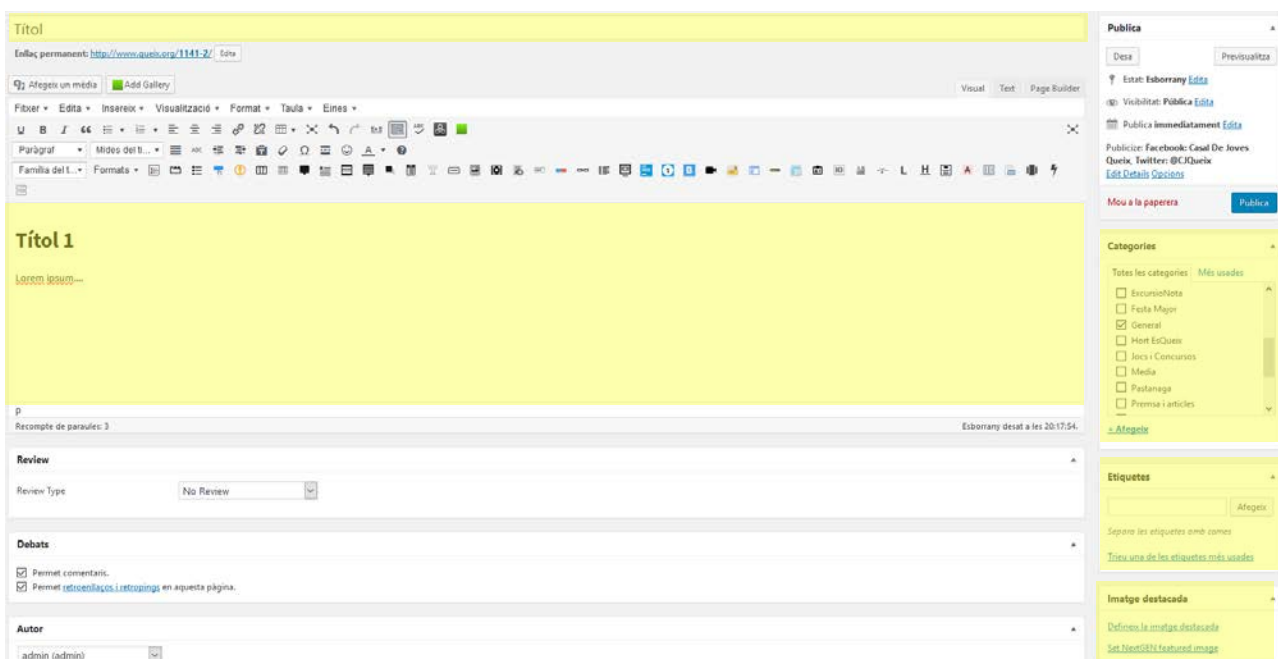 Títol
Enllaç permanent: http://www.queix.org/1141-2/ Edita
Afegeix un mèdia Add Gallery
Visual Text Page Builder
Fitxer Edita Insereix Visualització Format Taula Eines
Paràgraf Mides del t...
Família del t... Formats
Títol 1
Lorem ipsum....
p
Recompte de paraules: 3
Esborrany desat a les 20:17:54.
Review
Review Type No Review
Debats
Permet comentaris.
Permet retroenllaços i retropings en aquesta pàgina.
Autor
admin (admin)
Publica
Desa Previsualitza
Estat: Esborrany Edita
Visibilitat: Pública Edita
Publica immediatament Edita
Publicize: Facebook: Casal De Joves
Queix, Twitter: @CJQueix
Edit Details Opcions
Mou a la paperera Publica
Categories
Totes les categories Més usades
ExcursioNota
Festa Major
General
Hort EsQueix
Jocs i Concursos
Media
Pastanaga
Premsa i articles
+ Afegeix
Etiquetes
Afegeix
Separa les etiquetes amb comes
Trieu una de les etiquetes més usades
Imatge destacada
Defineix la imatge destacada
Set NextGEN featured image